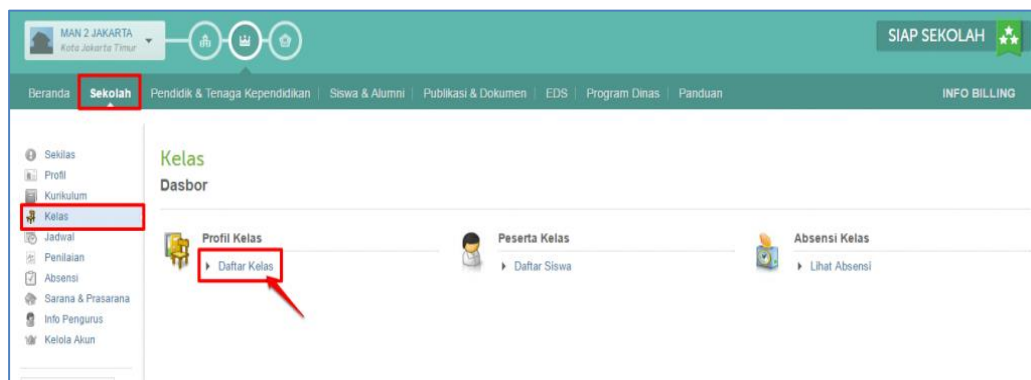 MAN 2 JAKARTA
Kota Jakarta Timur
SIAP SEKOLAH
Beranda Sekolah Pendidik & Tenaga Kependidikan Siswa & Alumni Publikasi & Dokumen EDS Program Dinas Panduan INFO BILLING
Sekilas
Profil
Kurikulum
Kelas
Jadwal
Penilaian
Absensi
Sarana & Prasarana
Info Pengurus
Kelola Akun
Kelas
Dasbor
Profil Kelas Peserta Kelas Absensi Kelas
Daftar Kelas Daftar Siswa Lihat Absensi